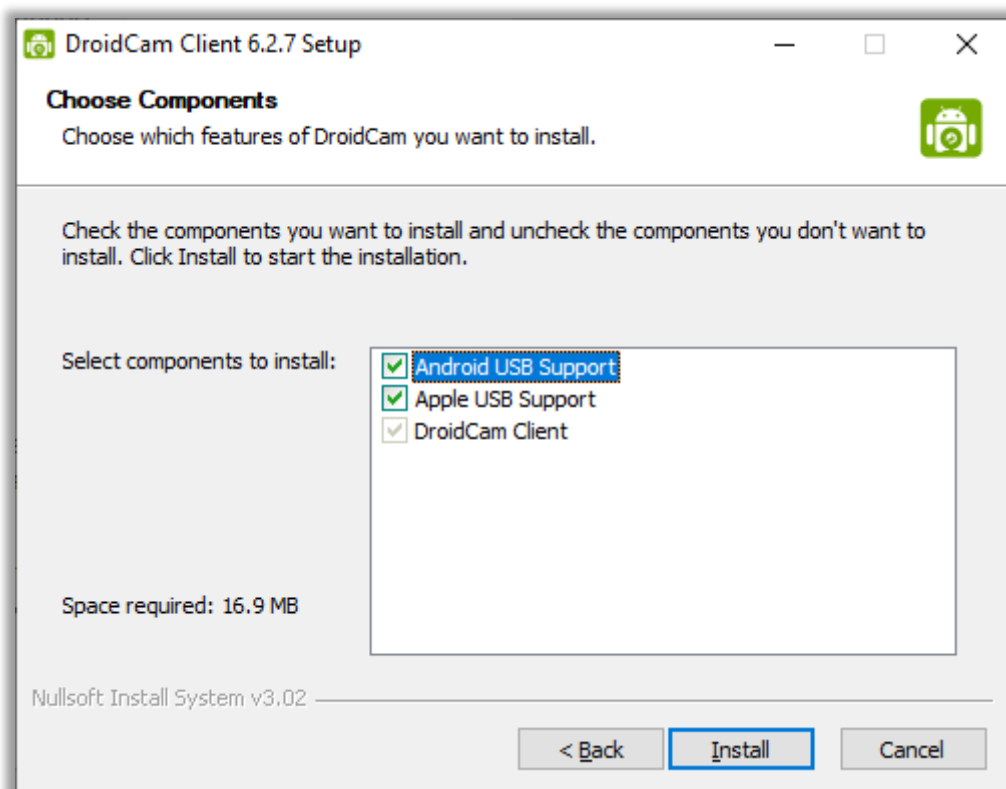 DroidCam Client 6.2.7 Setup
Choose Components
Choose which features of DroidCam you want to install.
Check the components you want to install and uncheck the components you don't want to
install. Click Install to start the installation.
Select components to install:
Android USB Support
Apple USB Support
DroidCam Client
Space required: 16.9 MB
Nullsoft Install System v3.02
< Back
Install
Cancel